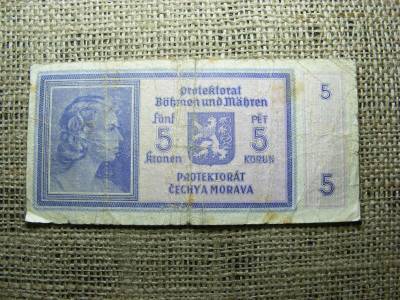 Protektorat
Böhmen und Mähren
Fünf PĚT
5 5
Kronen KORUN
PROTEKTORÁT
ČECHY A MORAVA
5
5